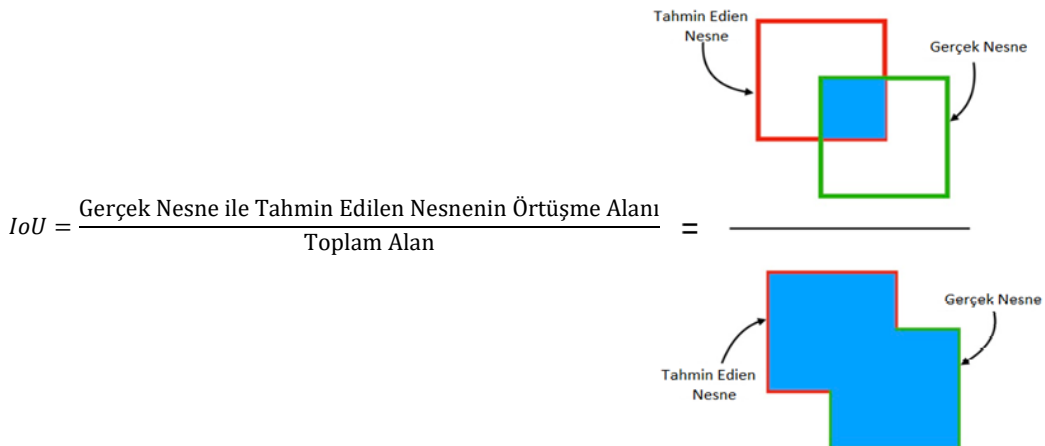 Tahmin Edien
Nesne
Gerçek Nesne
IoU = Gerçek Nesne ile Tahmin Edilen Nesnenin Örtüşme Alanı / Toplam Alan =
Gerçek Nesne
Tahmin Edien
Nesne